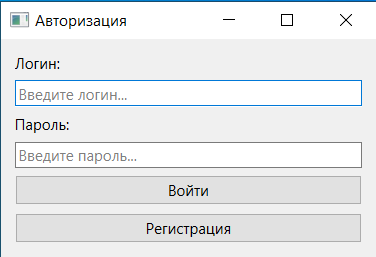 Авторизация
Логин:
Введите логин...
Пароль:
Введите пароль...
Войти
Регистрация